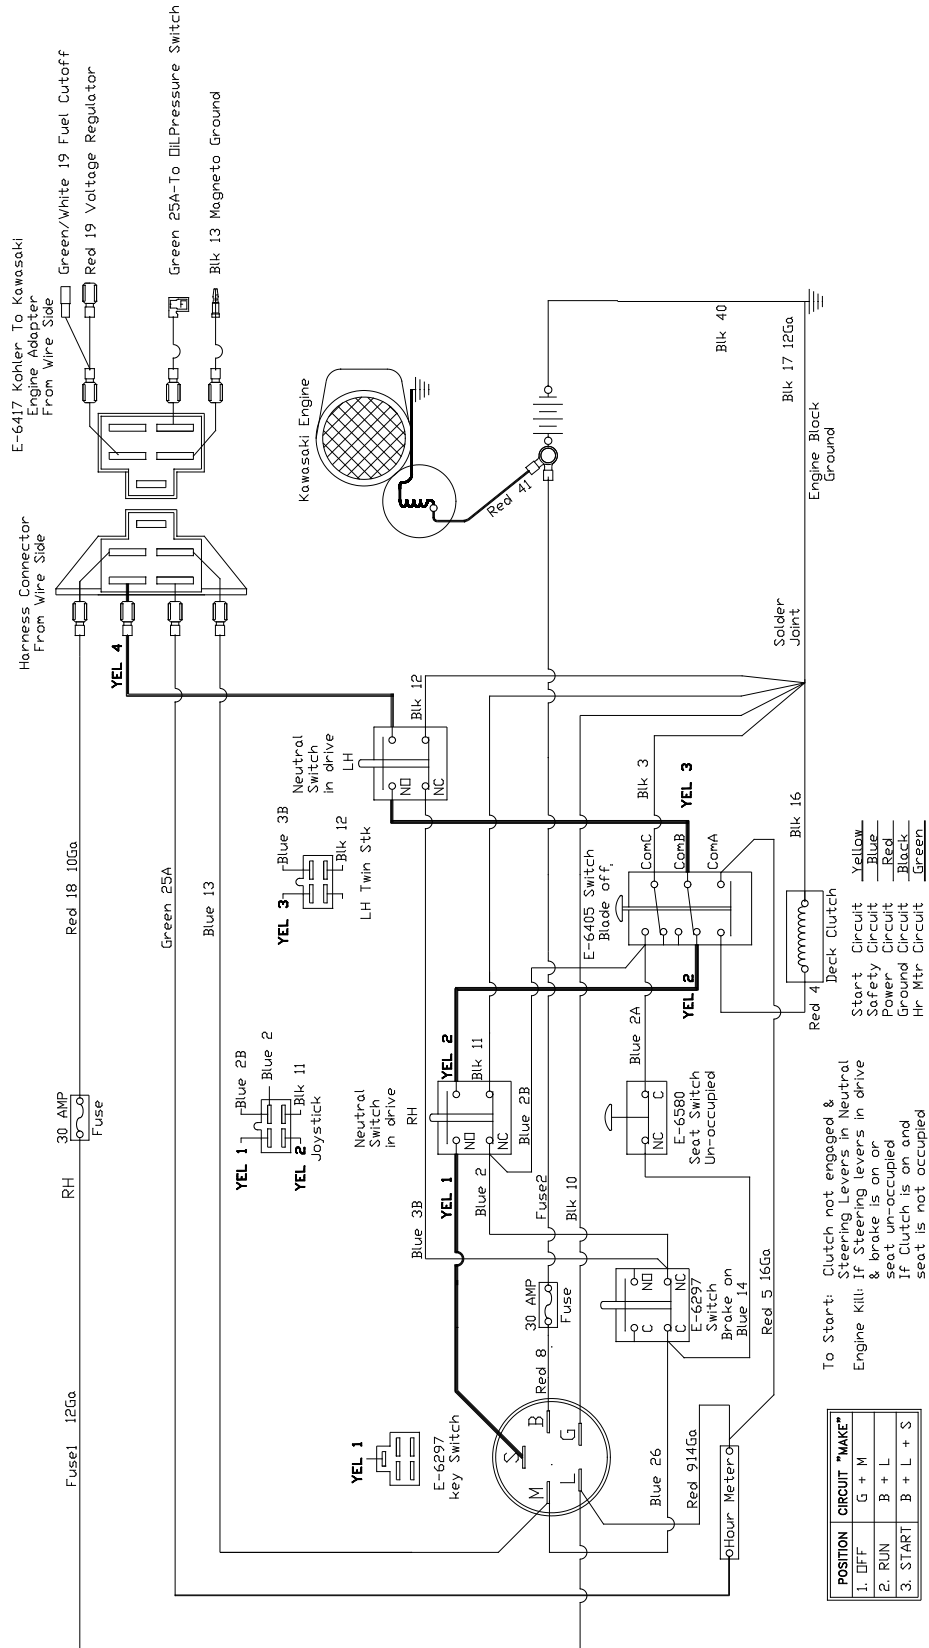 E-6417 Kohler To Kawasaki
Engine Adapter
From Wire Side
Green/White 19 Fuel Cutoff
Red 19 Voltage Regulator
Green 25A-To OiLPressure Switch
Blk 13 Magneto Ground
Harness Connector
From Wire Side
Kawasaki Engine
Red 41
Blk 40
Blk 17 12Ga
Engine Block
Ground
Solder
Joint
YEL 4
Red 18 10Ga
Green 25A
Blue 13
Neutral
Switch
in drive
LH
NO
NC
Blk 12
Blue 3B
YEL 3
Blk 12
LH Twin Stk
Blk 3
YEL 3
E-6405 Switch
Blade off.
ComC
ComB
ComA
Blk 16
Deck Clutch
Red 4
YEL 2
Blue 2A
30 AMP
Fuse
RH
Blue 2B
Blue 2
YEL 1
Blk 11
YEL 2
Joystick
Neutral
Switch
in drive
RH
YEL 2
Blk 11
NO
NC
Blue 2B
YEL 1
Blue 2
Blue 3B
Fuse2
Blk 10
C
NC
E-6580
Seat Switch
Un-occupied
NO
NC
C
C
E-6297
Switch
Brake on
Blue 14
Red 5 16Ga
30 AMP
Fuse
Red 8
Fuse1 12Ga
YEL 1
E-6297
key Switch
S
B
M
G
L
Blue 26
Red 914Ga
Hour Meter
Start Circuit Yellow
Safety Circuit Blue
Power Circuit Red
Ground Circuit Black
Hr Mtr Circuit Green
To Start: Clutch not engaged &
Steering Levers in Neutral
Engine Kill: If Steering levers in drive
& brake is on or
seat un-occupied
If Clutch is on and
seat is not occupied
POSITION CIRCUIT "MAKE"
1. OFF G + M
2. RUN B + L
3. START B + L + S